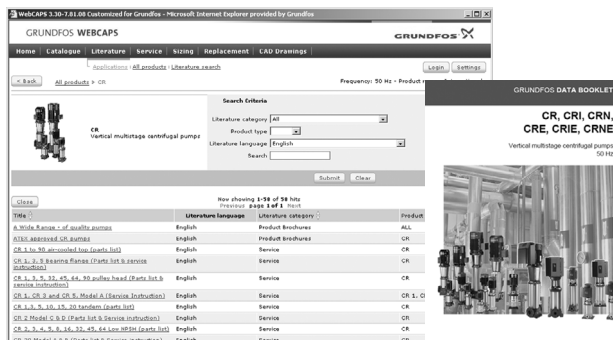 WebCAPS 3.30-7.81.08 Customized for Grundfos - Microsoft Internet Explorer provided by Grundfos
GRUNDFOS WEBCAPS
GRUNDFOS
Home | Catalogue | Literature | Service | Sizing | Replacement | CAD Drawings
Applications › All products › Literature search
Login Settings
< Back All products › CR
Frequency: 50 Hz - Product
Search Criteria
CR
Vertical multistage centrifugal pumps
Literature category All
Product type
Literature language English
Search
Submit Clear
Close
Now showing 1-58 of 58 hits
Previous page 1 of 1 Next
Title Literature language Literature category Product
A Wide Range - of quality pumps English Product Brochures ALL
ATEX approved CR pumps English Product Brochures CR
CR 1 to 90 air-cooled top (parts list) English Service CR
CR 1, 2, 5 Bearing flange (Parts list & service instruction) English Service CR
CR 1, 3, 5, 32, 45, 64, 90 pulley head (Parts list & service instruction) English Service CR
CR 1, CR 3 and CR 5, Model A (Service Instruction) English Service CR 1, C
CR 1,3, 5, 10, 15, 20 tandem (parts list) English Service CR
CR 2 Model C & D (Parts list & Service instruction) English Service CR
CR 2, 3, 4, 5, 8, 16, 32, 45, 64 Low NPSH (parts list) English Service CR
English Service CR
GRUNDFOS DATA BOOKLET
CR, CRI, CRN,
CRE, CRIE, CRNE
Vertical multistage centrifugal pumps
50 Hz